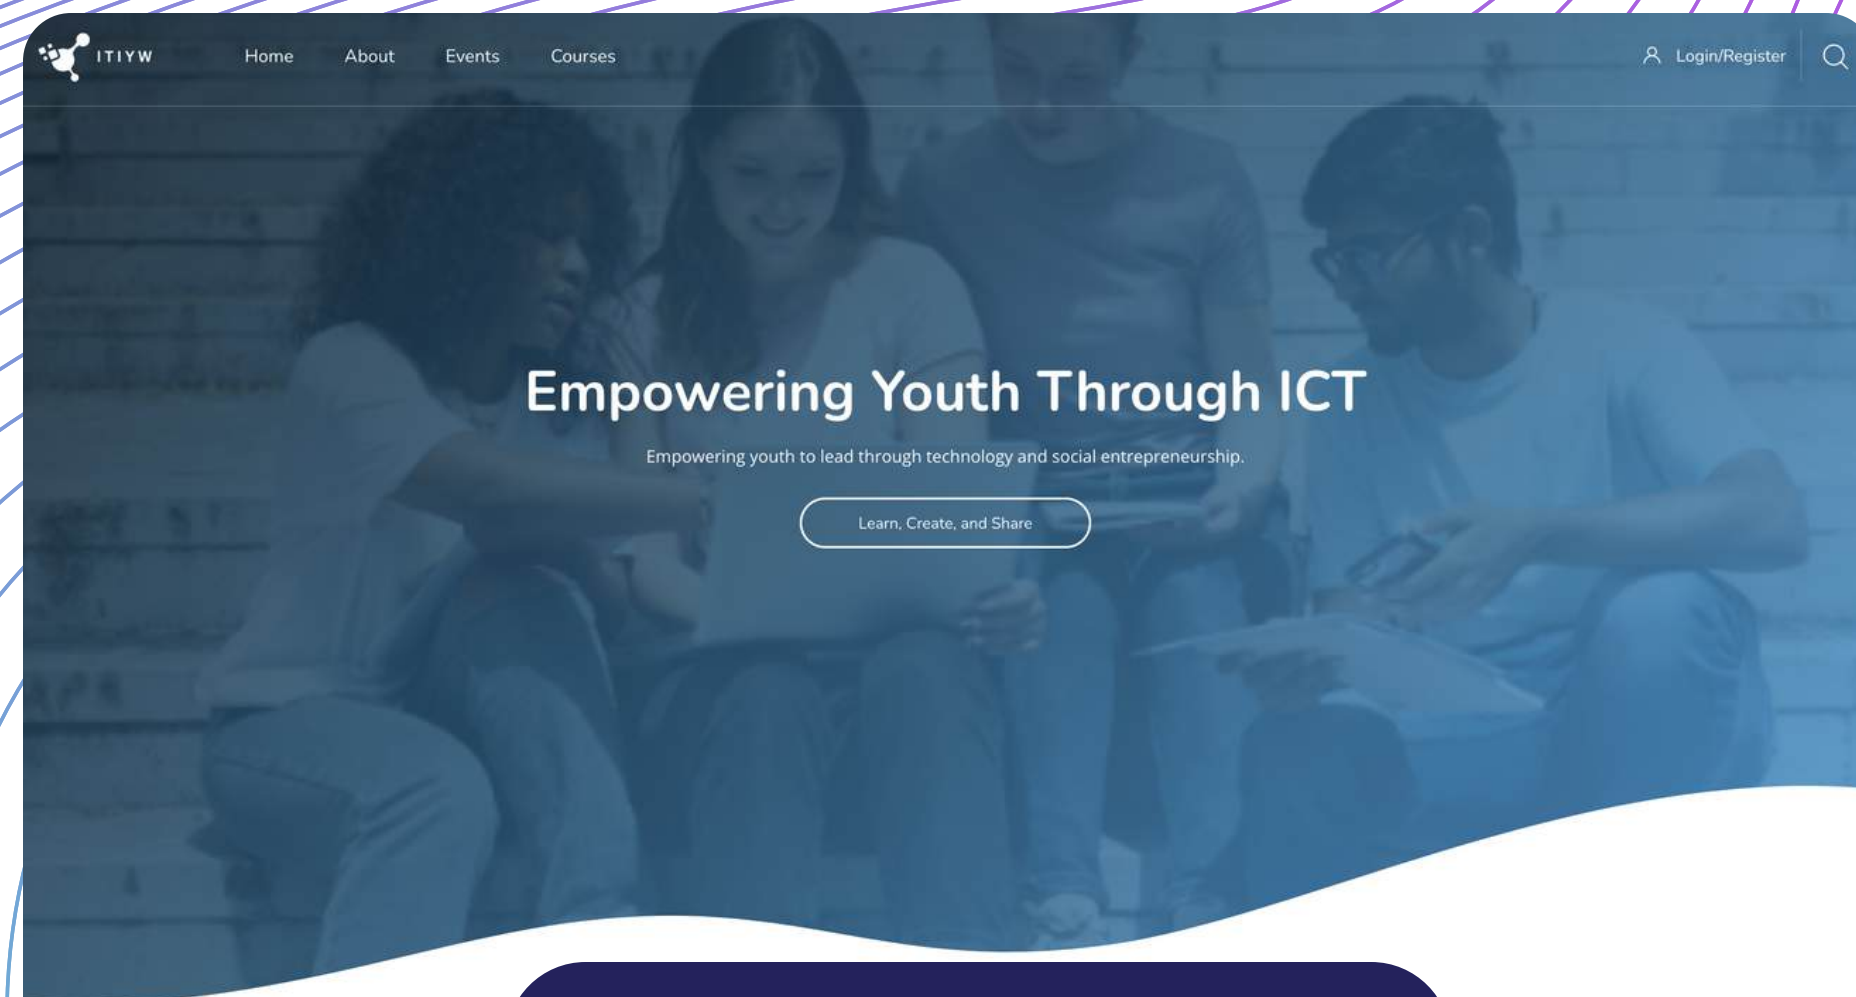 ITIYW
Home
About
Events
Courses
Login/Register
Empowering Youth Through ICT
Empowering youth to lead through technology and social entrepreneurship.
Learn, Create, and Share